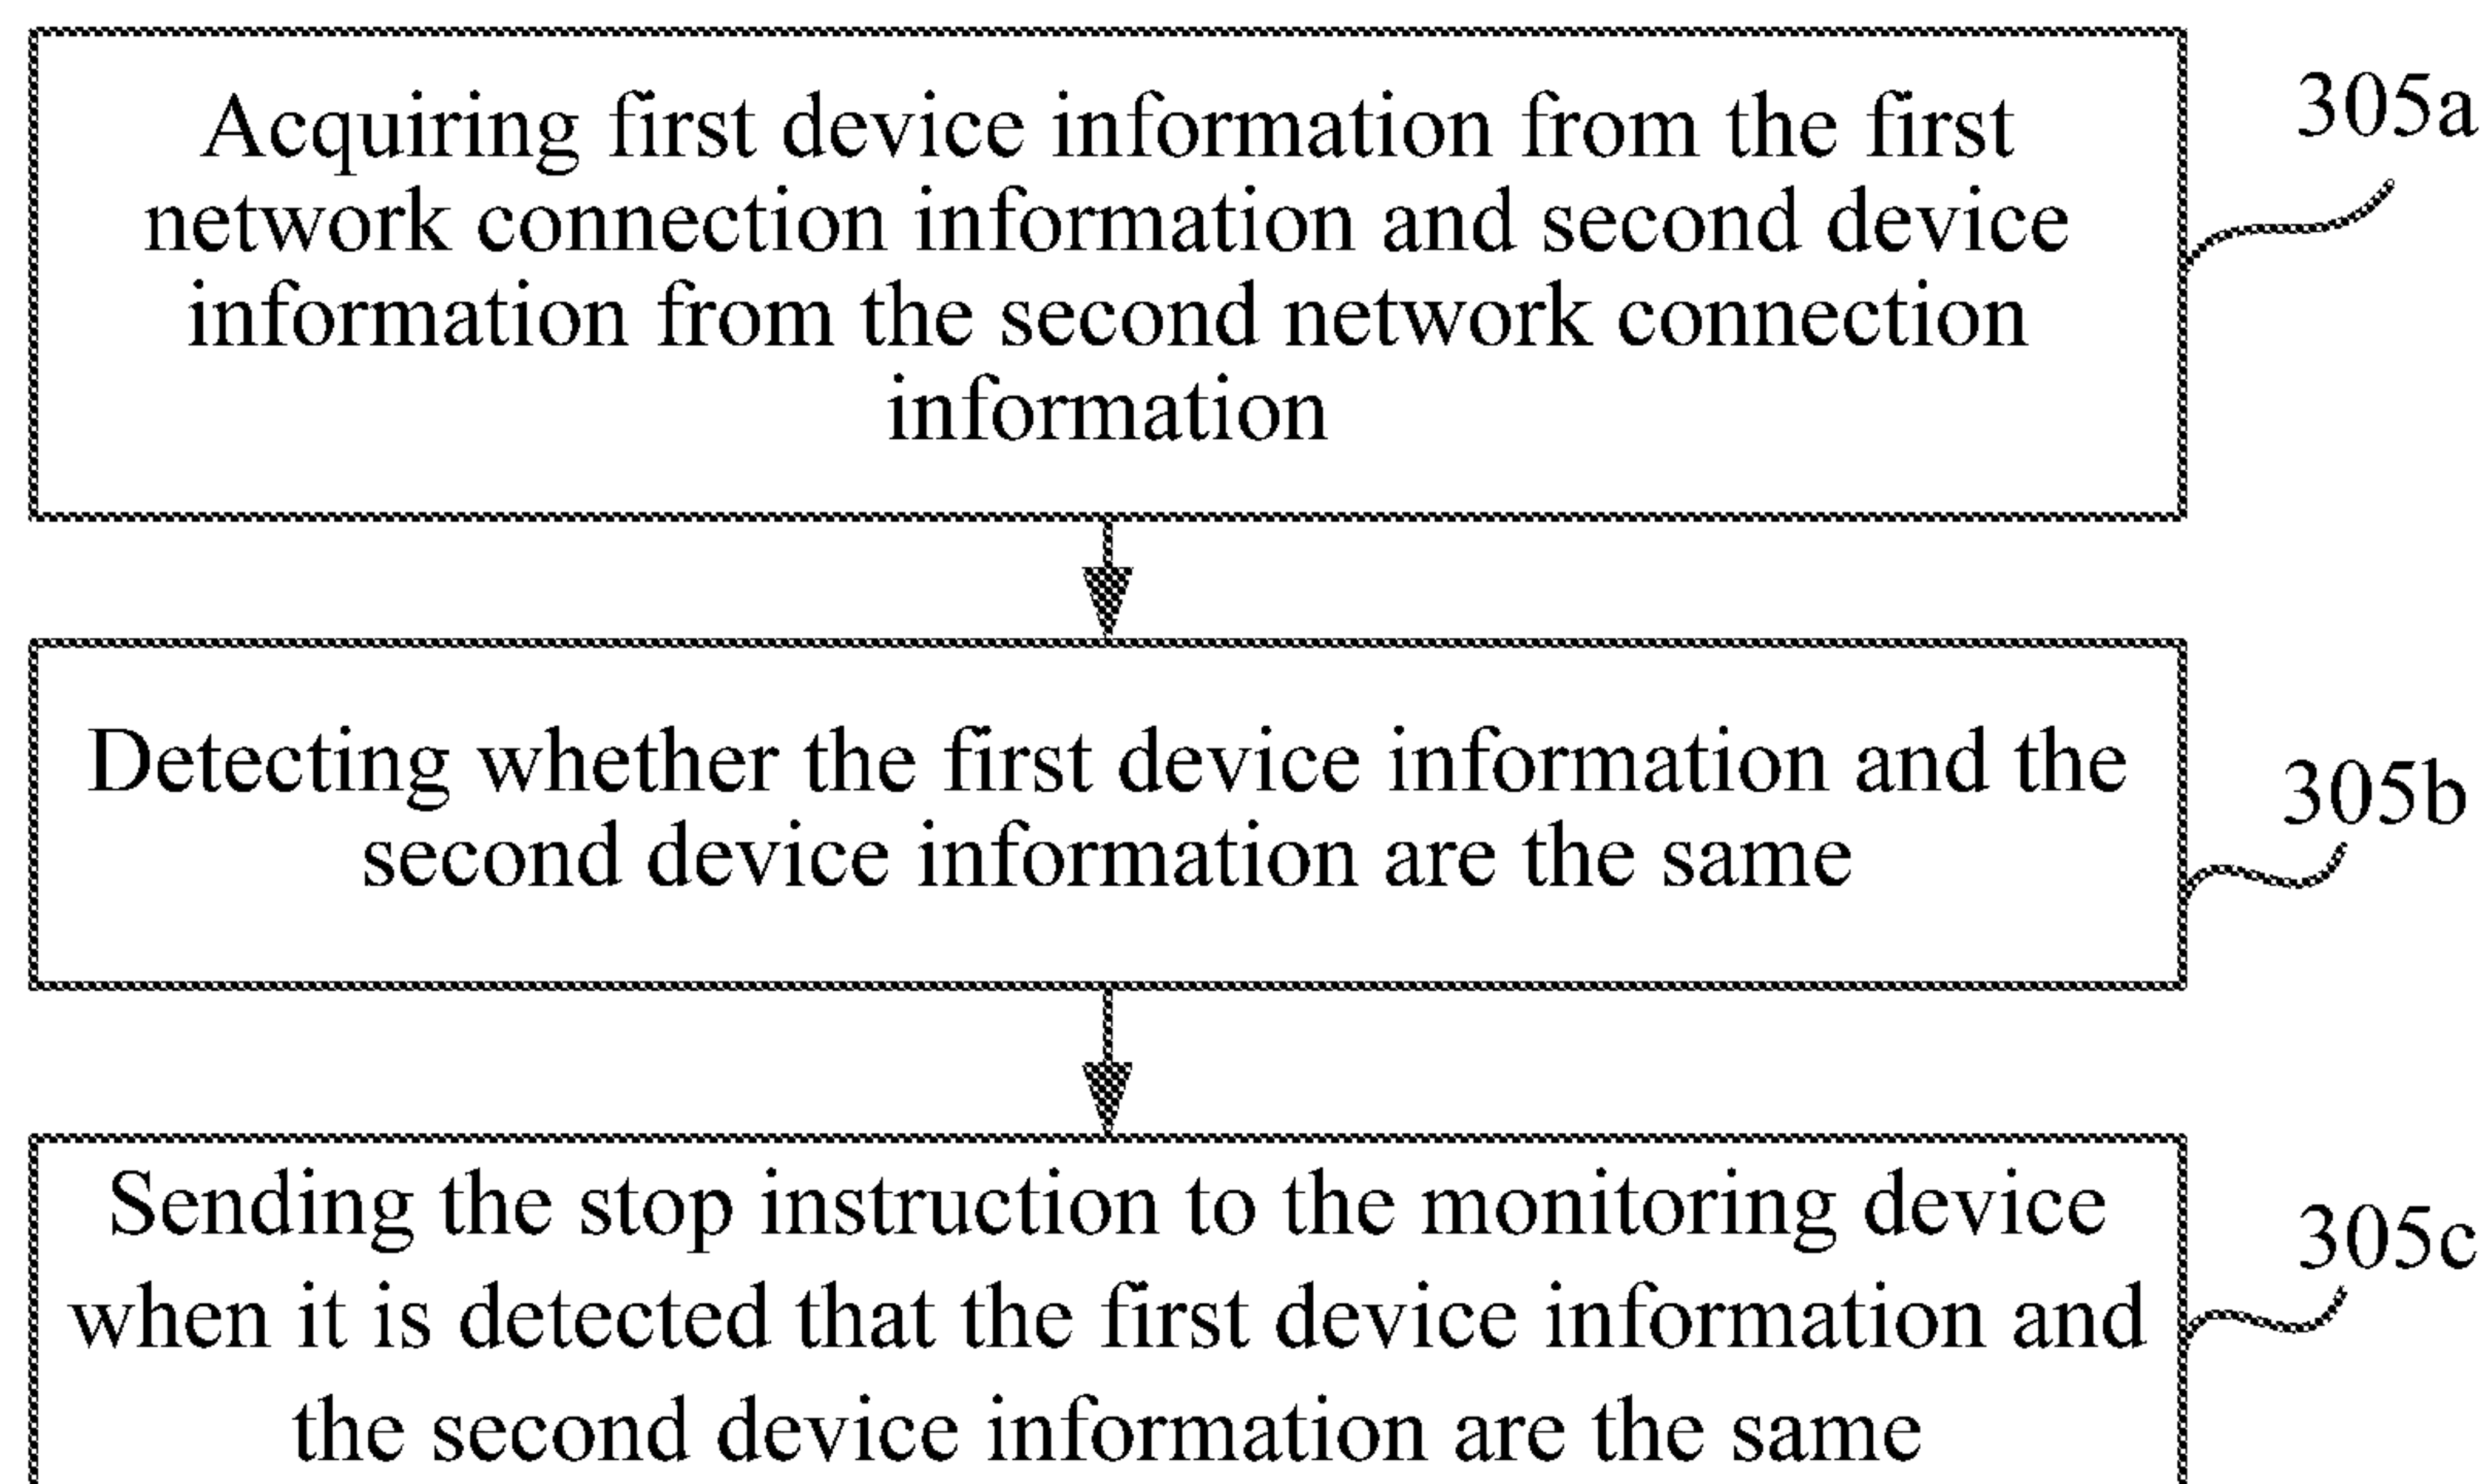 Acquiring first device information from the first
network connection information and second device
information from the second network connection
information
305a
Detecting whether the first device information and the
second device information are the same
305b
Sending the stop instruction to the monitoring device
when it is detected that the first device information and
the second device information are the same
305c